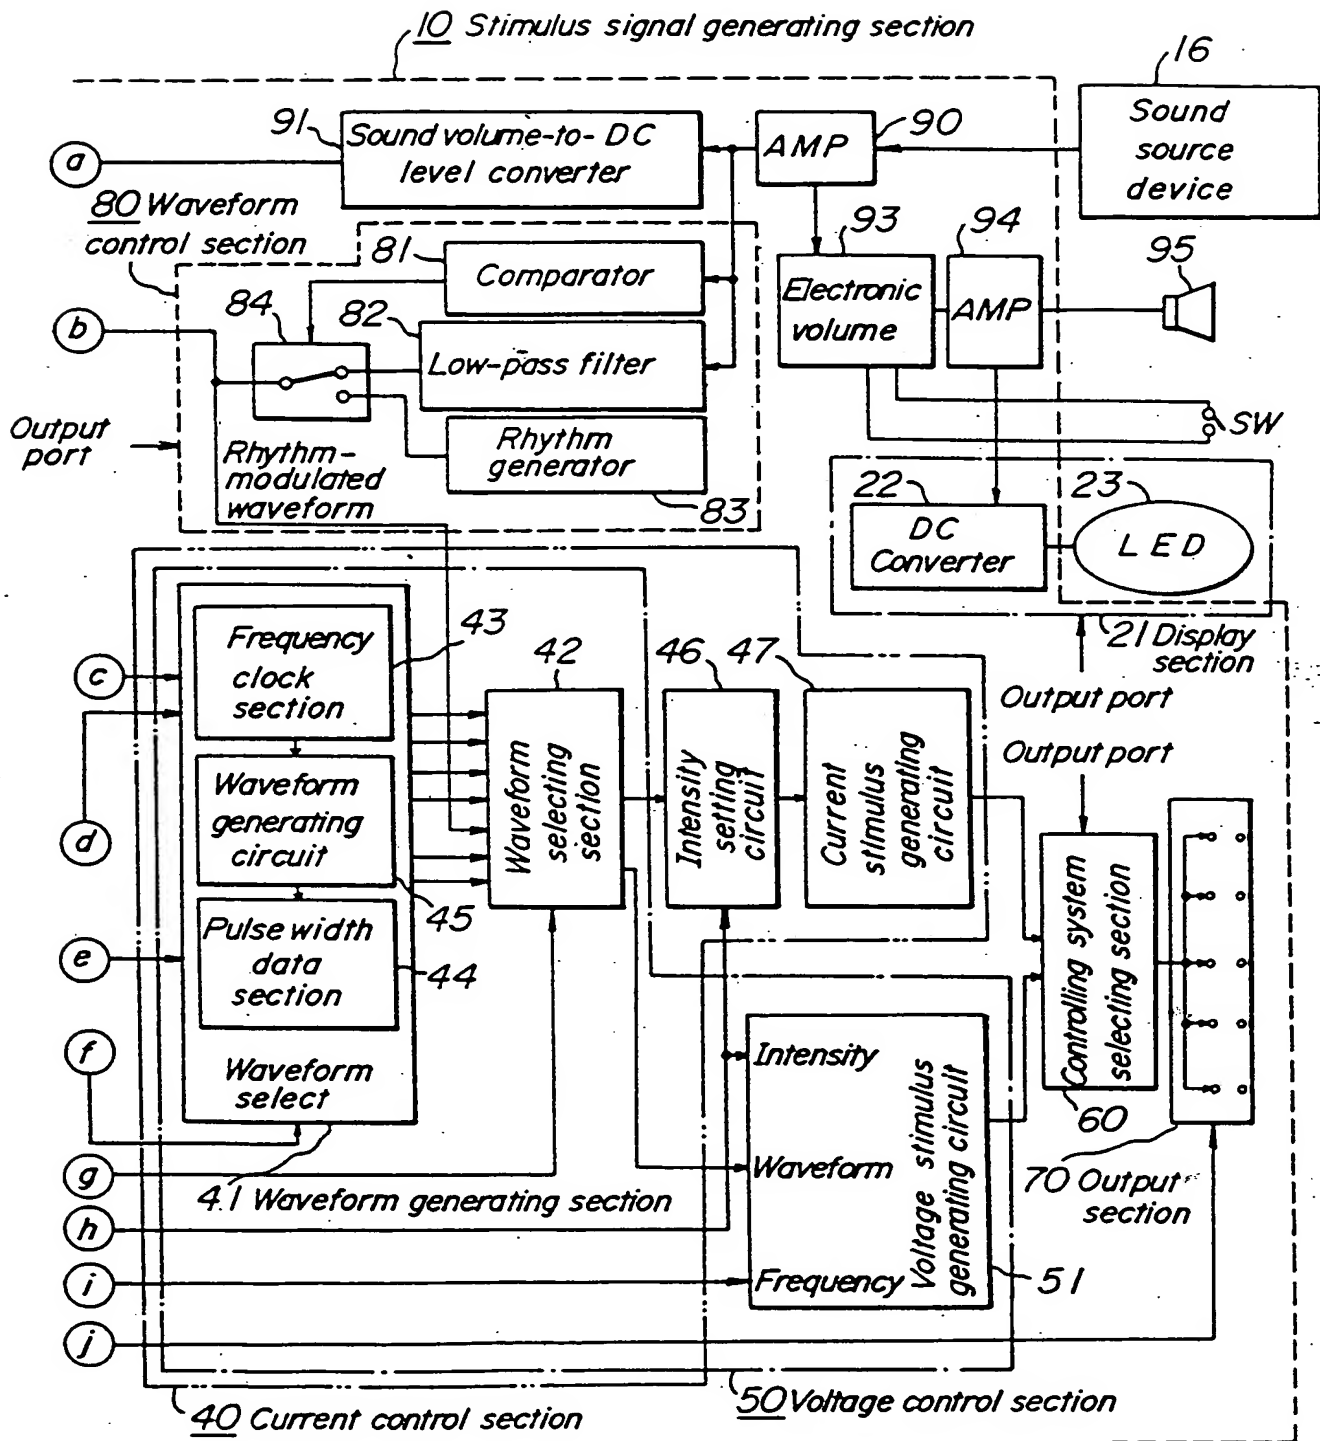 10 Stimulus signal generating section
16
Sound
source
device
91
Sound volume-to-DC
level converter
90
AMP
a
80 Waveform
control section
81
Comparator
93
Electronic
volume
94
AMP
95
b
84
82
Low-pass filter
SW
Output
port
Rhythm-
modulated
waveform
Rhythm
generator
83
22
DC
Converter
23
LED
21 Display
section
Output port
Output port
c
d
e
f
g
h
i
j
Frequency
clock
section
43
Waveform
generating
circuit
45
Pulse width
data
section
44
Waveform
select
41 Waveform generating section
42
Waveform
selecting
section
46
Intensity
setting
circuit
47
Current
stimulus
generating
circuit
Intensity
Waveform
Frequency
Voltage stimulus
generating circuit
51
Controlling system
selecting section
60
70 Output
section
40 Current control section
50 Voltage control section